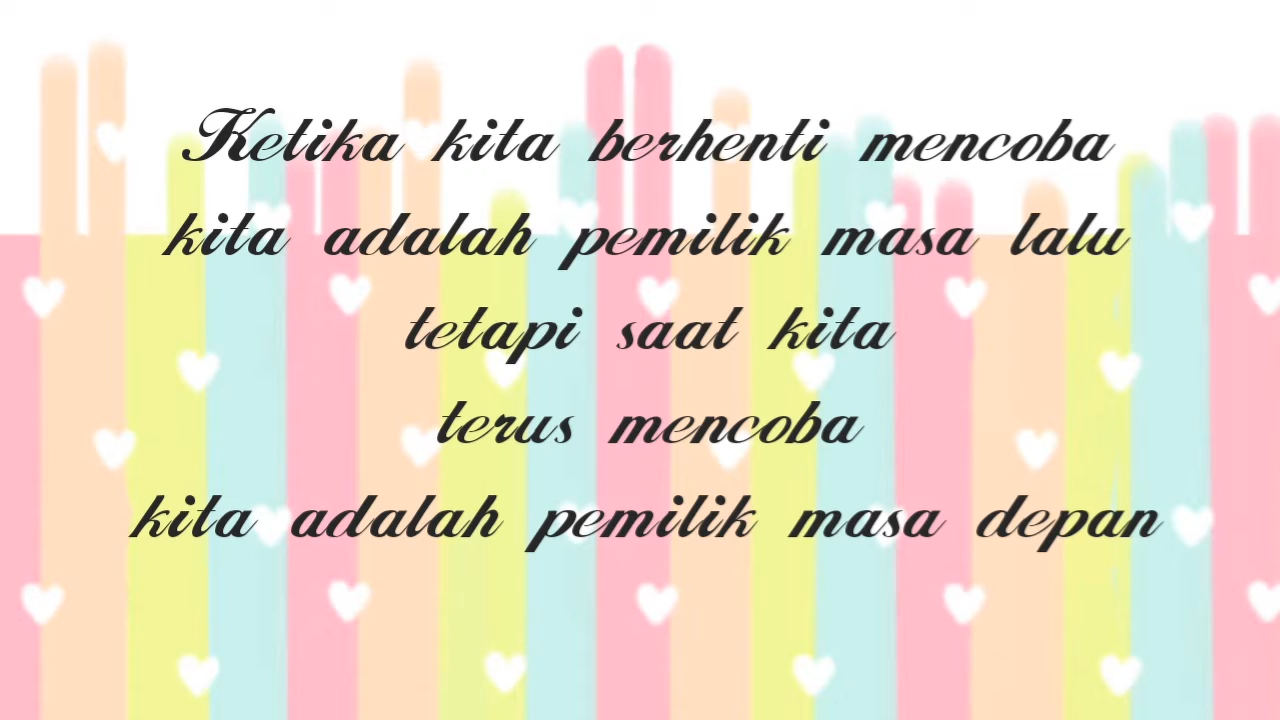 Ketika kita berhenti mencoba
kita adalah pemilik masa lalu
tetapi saat kita
terus mencoba
kita adalah pemilik masa depan